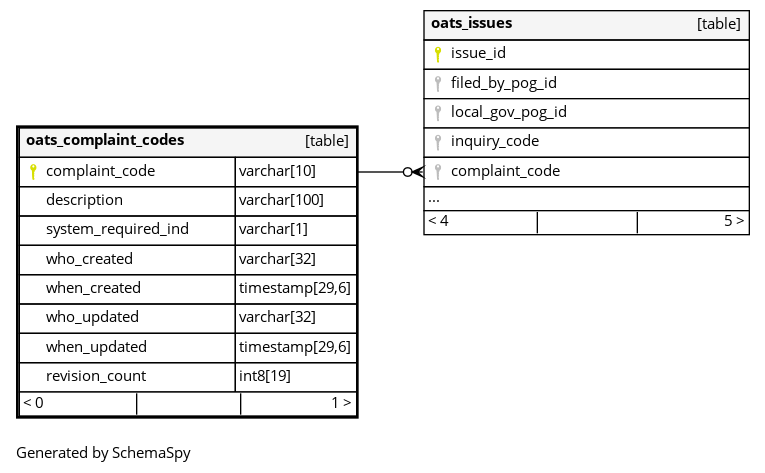 oats_issues [table]
issue_id
filed_by_pog_id
local_gov_pog_id
inquiry_code
complaint_code
...
< 4 5 >
oats_complaint_codes [table]
complaint_code varchar[10]
description varchar[100]
system_required_ind varchar[1]
who_created varchar[32]
when_created timestamp[29,6]
who_updated varchar[32]
when_updated timestamp[29,6]
revision_count int8[19]
< 0 1 >
Generated by SchemaSpy